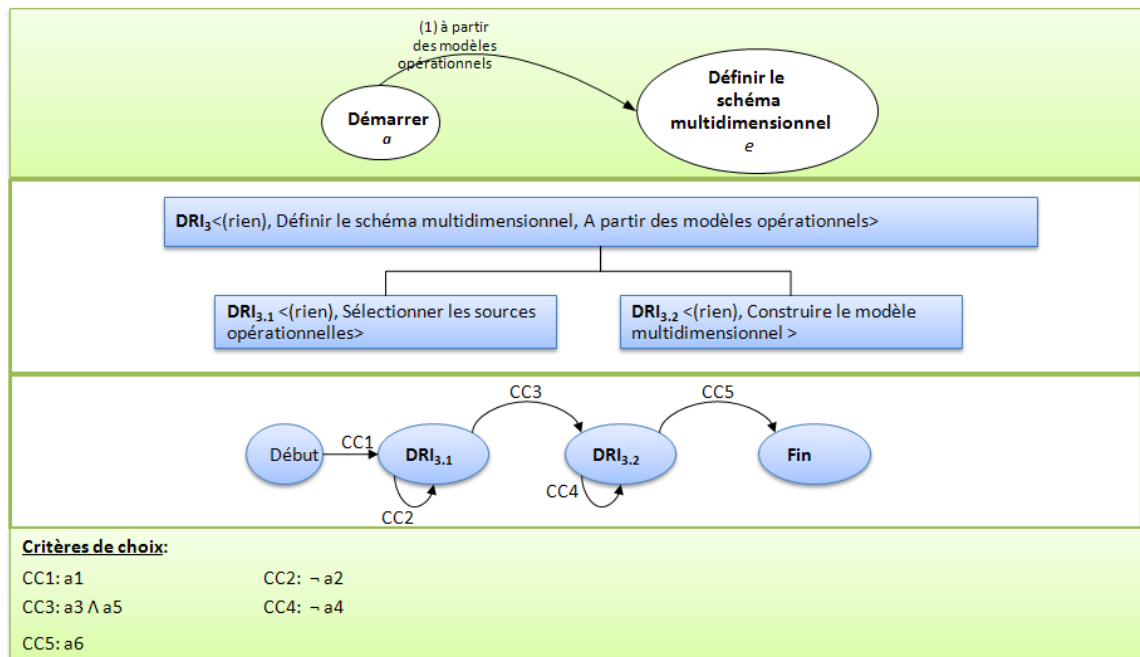 (1) à partir
des modèles
opérationnels
Démarrer
a
Définir le
schéma
multidimensionnel
e
DRI3<(rien), Définir le schéma multidimensionnel, A partir des modèles opérationnels>
DRI3.1 <(rien), Sélectionner les sources
opérationnelles>
DRI3.2 <(rien), Construire le modèle
multidimensionnel >
CC3
CC5
Début
CC1
DRI3.1
DRI3.2
Fin
CC2
CC4
Critères de choix:
CC1: a1
CC2: ¬ a2
CC3: a3 Λ a5
CC4: ¬ a4
CC5: a6